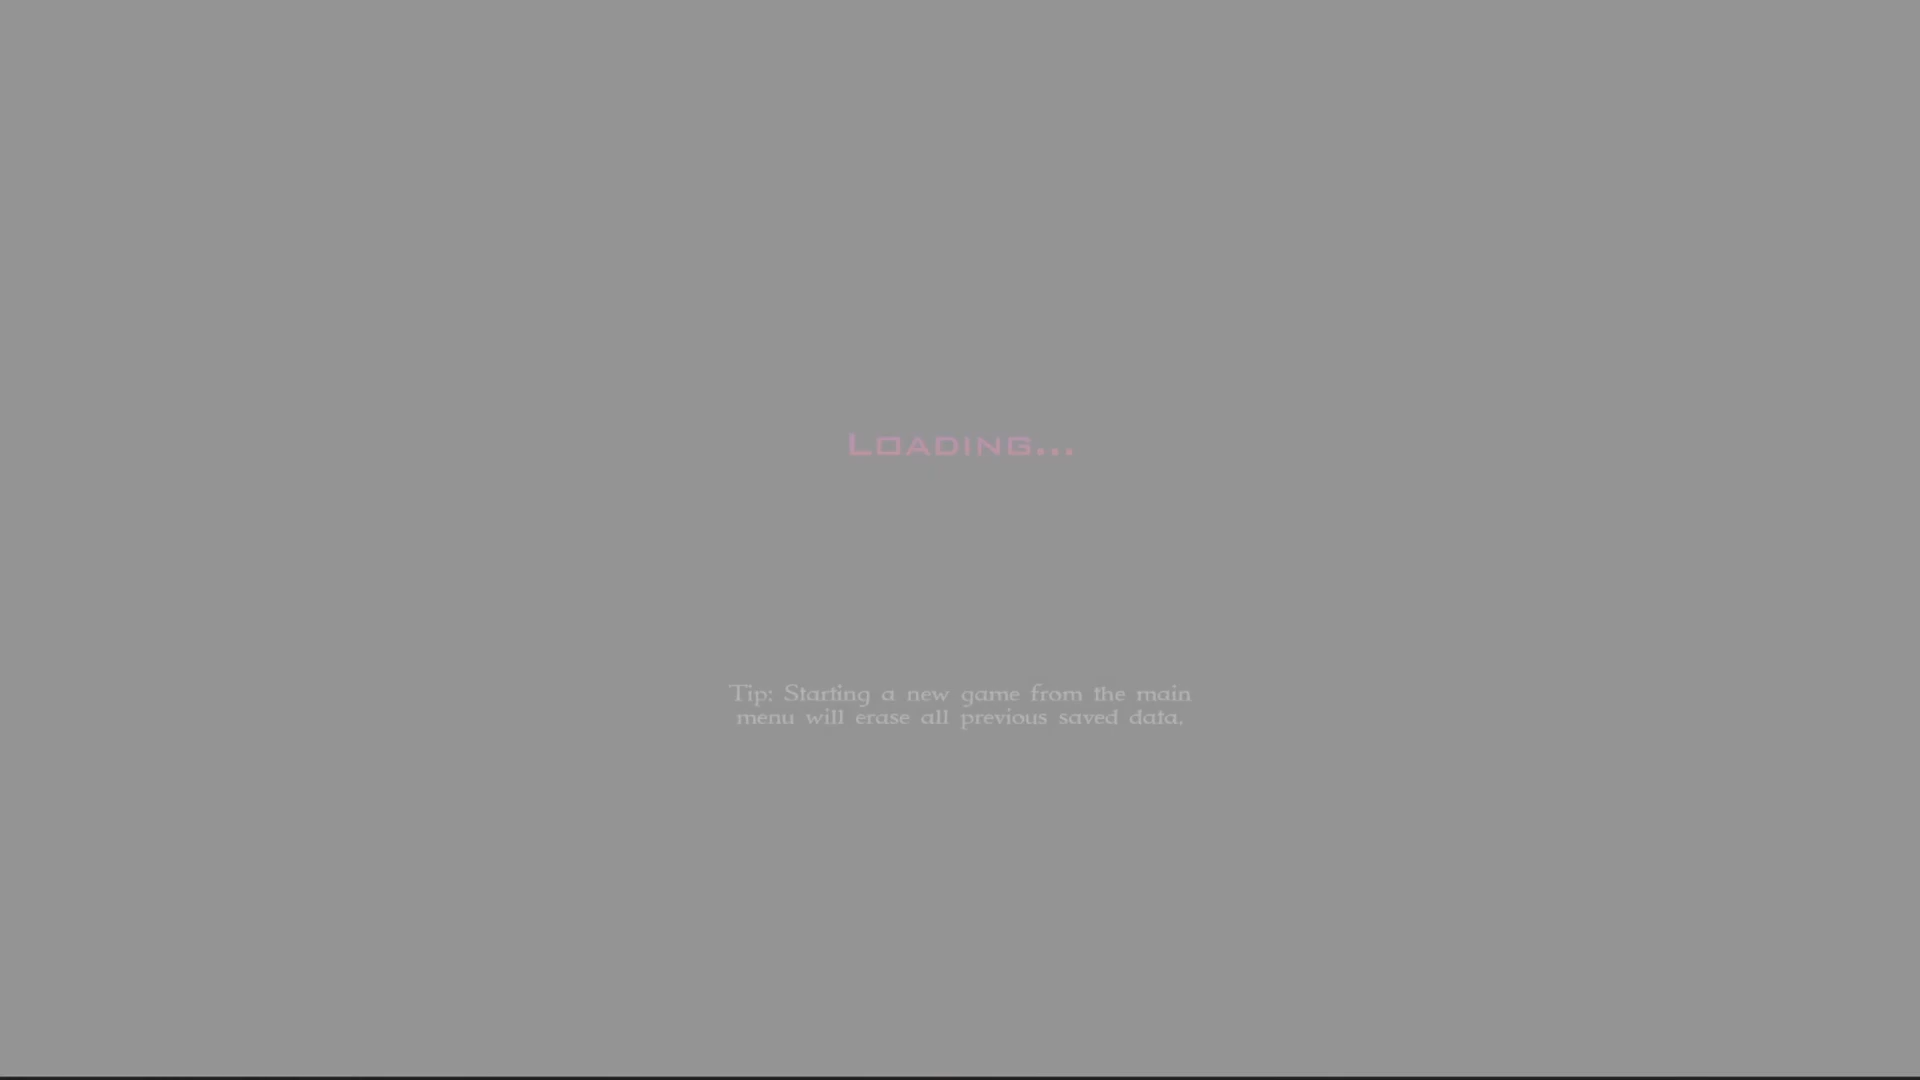 Loading...
Tip: Starting a new game from the main
menu will erase all previous saved data.